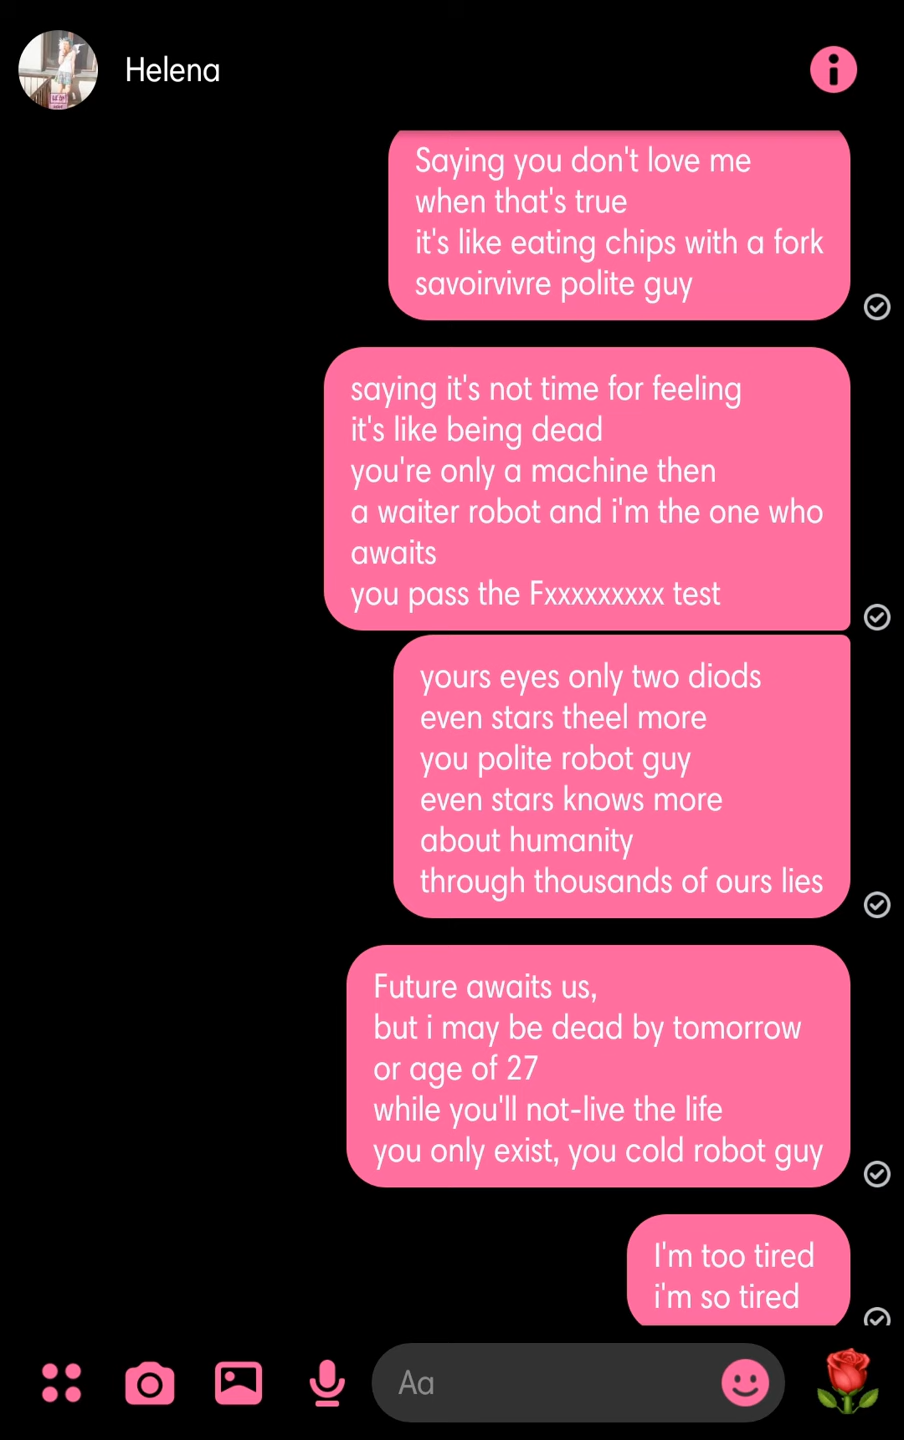 Helena
Saying you don't love me
when that's true
it's like eating chips with a fork
savoirvivre polite guy
saying it's not time for feeling
it's like being dead
you're only a machine then
a waiter robot and i'm the one who
awaits
you pass the Fxxxxxxxxx test
yours eyes only two diods
even stars theel more
you polite robot guy
even stars knows more
about humanity
through thousands of ours lies
Future awaits us,
but i may be dead by tomorrow
or age of 27
while you'll not-live the life
you only exist, you cold robot guy
I'm too tired
i'm so tired
Aa